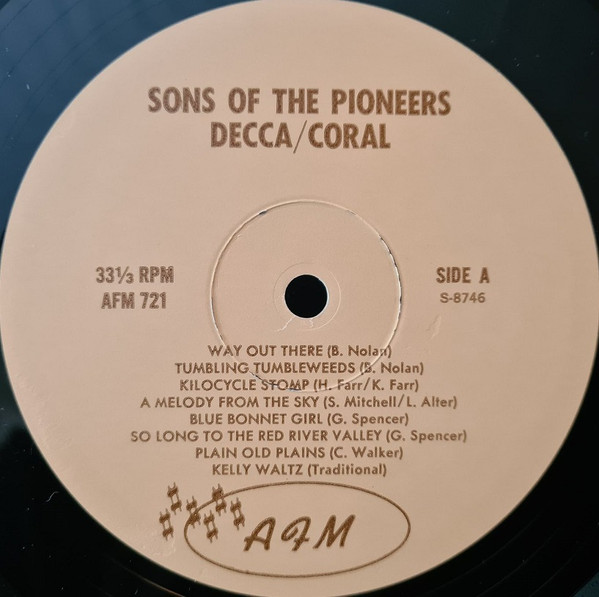 SONS OF THE PIONEERS
DECCA/CORAL
33⅓ RPM
AFM 721
SIDE A
S-8746
WAY OUT THERE (B. Nolan)
TUMBLING TUMBLEWEEDS (B. Nolan)
KILOCYCLE STOMP (H. Farr/K. Farr)
A MELODY FROM THE SKY (S. Mitchell/L. Alter)
BLUE BONNET GIRL (G. Spencer)
SO LONG TO THE RED RIVER VALLEY (G. Spencer)
PLAIN OLD PLAINS (C. Walker)
KELLY WALTZ (Traditional)
AFM